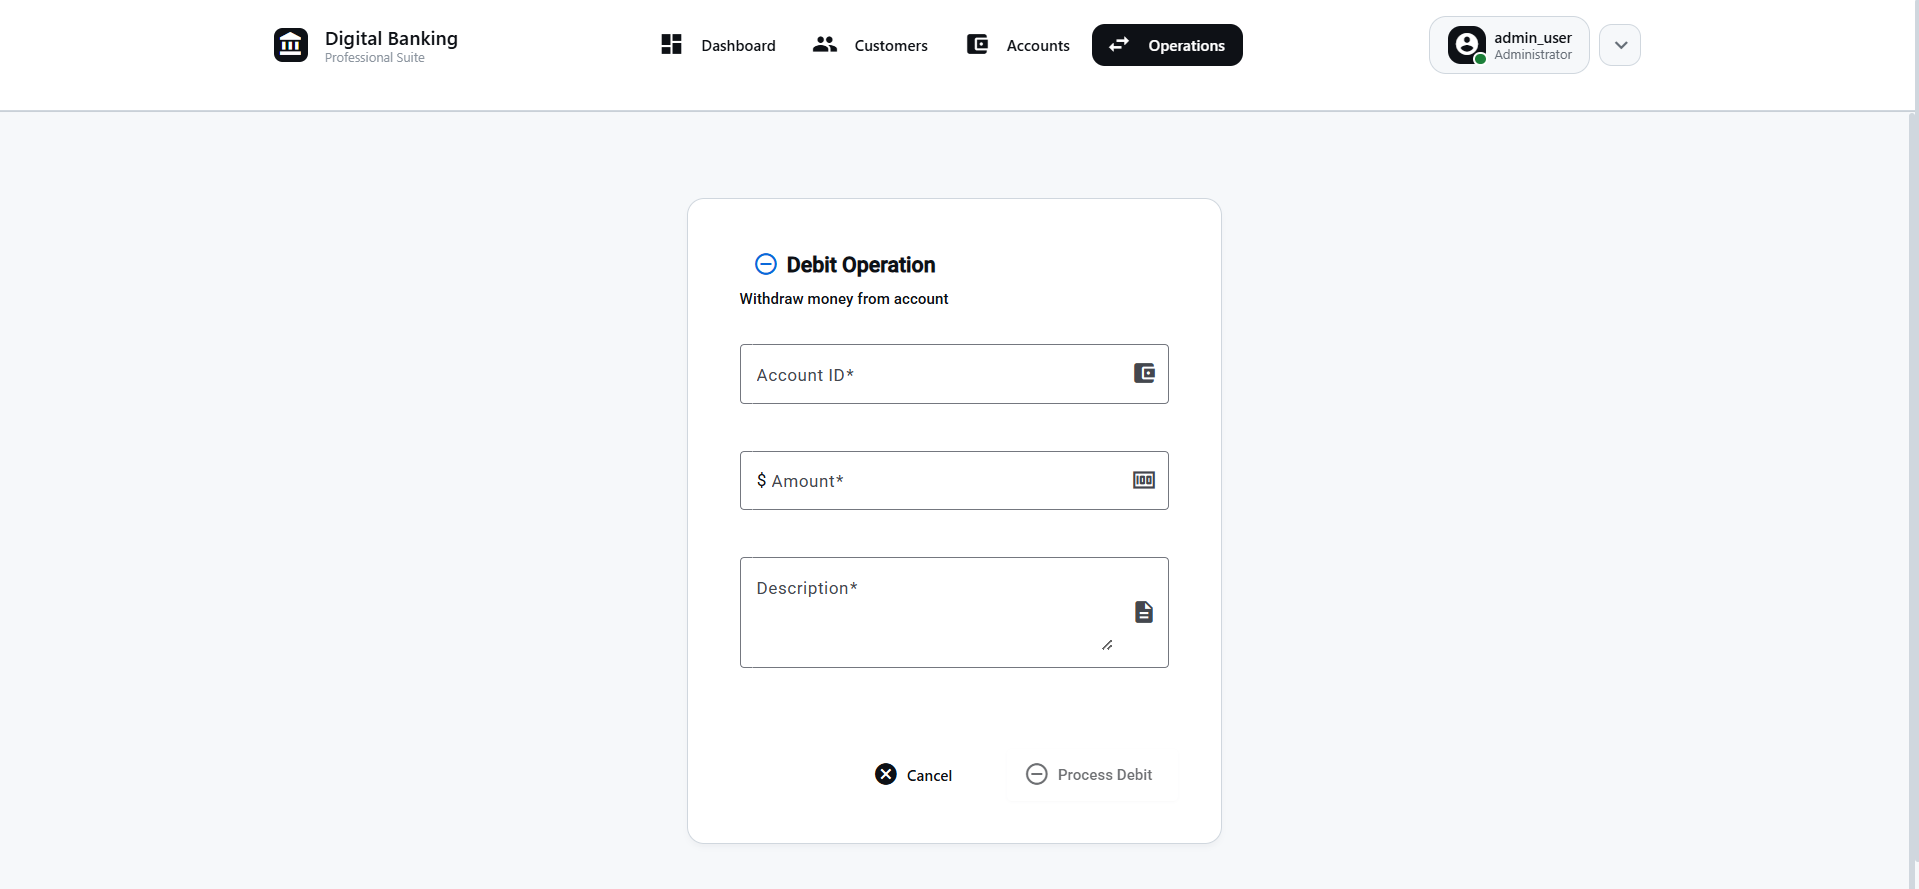 Digital Banking
Professional Suite
Dashboard
Customers
Accounts
Operations
admin_user
Administrator
Debit Operation
Withdraw money from account
Account ID*
$ Amount*
Description*
Cancel
Process Debit